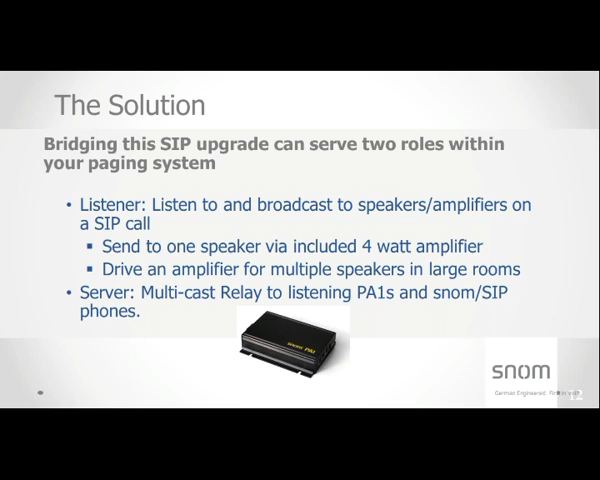 The Solution
Bridging this SIP upgrade can serve two roles within
your paging system
• Listener: Listen to and broadcast to speakers/amplifiers on
a SIP call
▪ Send to one speaker via included 4 watt amplifier
▪ Drive an amplifier for multiple speakers in large rooms
• Server: Multi-cast Relay to listening PA1s and snom/SIP
phones.
snom PA1
snom
German Engineered.
12